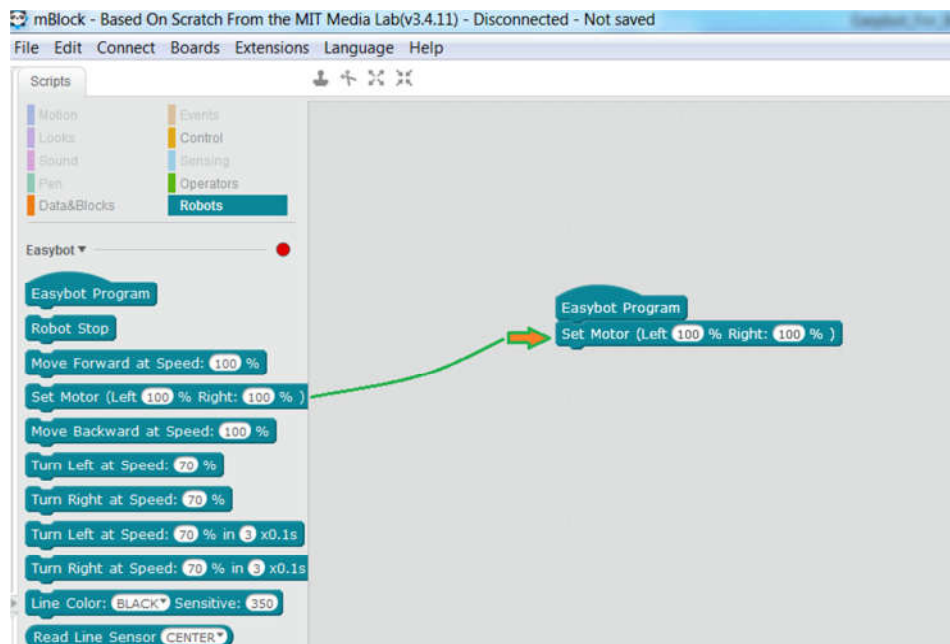 mBlock - Based On Scratch From the MIT Media Lab(v3.4.11) - Disconnected - Not saved
File Edit Connect Boards Extensions Language Help
Scripts
Motion Events
Looks Control
Sound Sensing
Pen Operators
Data&Blocks Robots
Easybot
Easybot Program
Robot Stop
Move Forward at Speed: 100 %
Set Motor (Left 100 % Right: 100 % )
Move Backward at Speed: 100 %
Turn Left at Speed: 70 %
Turn Right at Speed: 70 %
Turn Left at Speed: 70 % in 3 x0.1s
Turn Right at Speed: 70 % in 3 x0.1s
Line Color: BLACK Sensitive: 350
Read Line Sensor CENTER
Easybot Program
Set Motor (Left 100 % Right: 100 % )